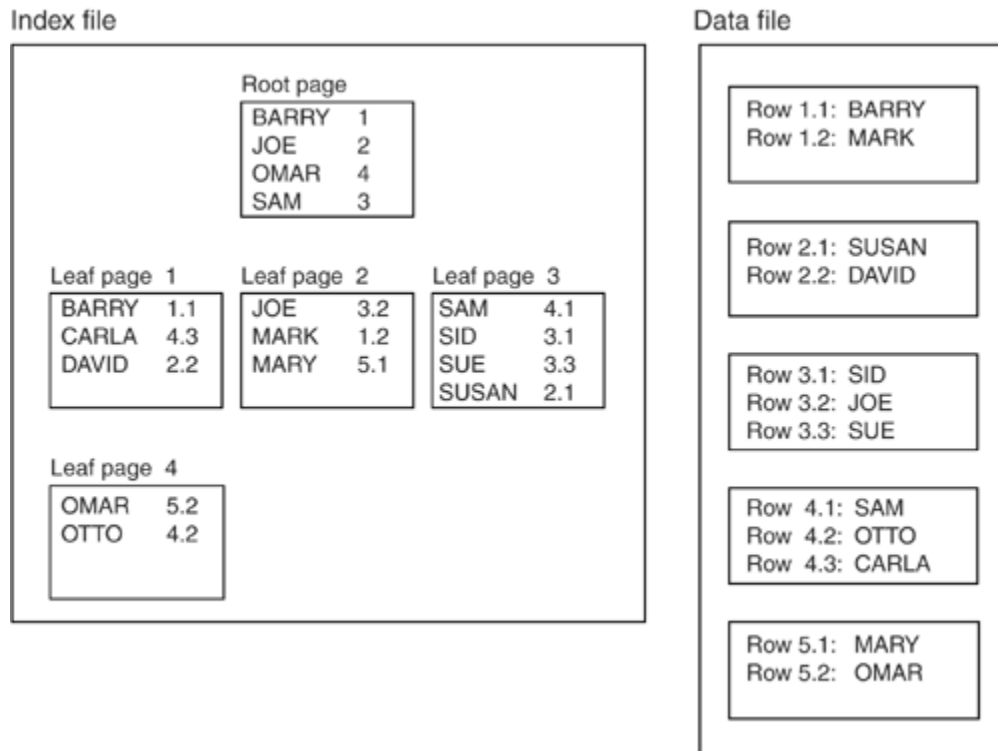 Index file
Data file
Root page
BARRY 1
JOE 2
OMAR 4
SAM 3
Leaf page 1
BARRY 1.1
CARLA 4.3
DAVID 2.2
Leaf page 2
JOE 3.2
MARK 1.2
MARY 5.1
Leaf page 3
SAM 4.1
SID 3.1
SUE 3.3
SUSAN 2.1
Leaf page 4
OMAR 5.2
OTTO 4.2
Row 1.1: BARRY
Row 1.2: MARK
Row 2.1: SUSAN
Row 2.2: DAVID
Row 3.1: SID
Row 3.2: JOE
Row 3.3: SUE
Row 4.1: SAM
Row 4.2: OTTO
Row 4.3: CARLA
Row 5.1: MARY
Row 5.2: OMAR